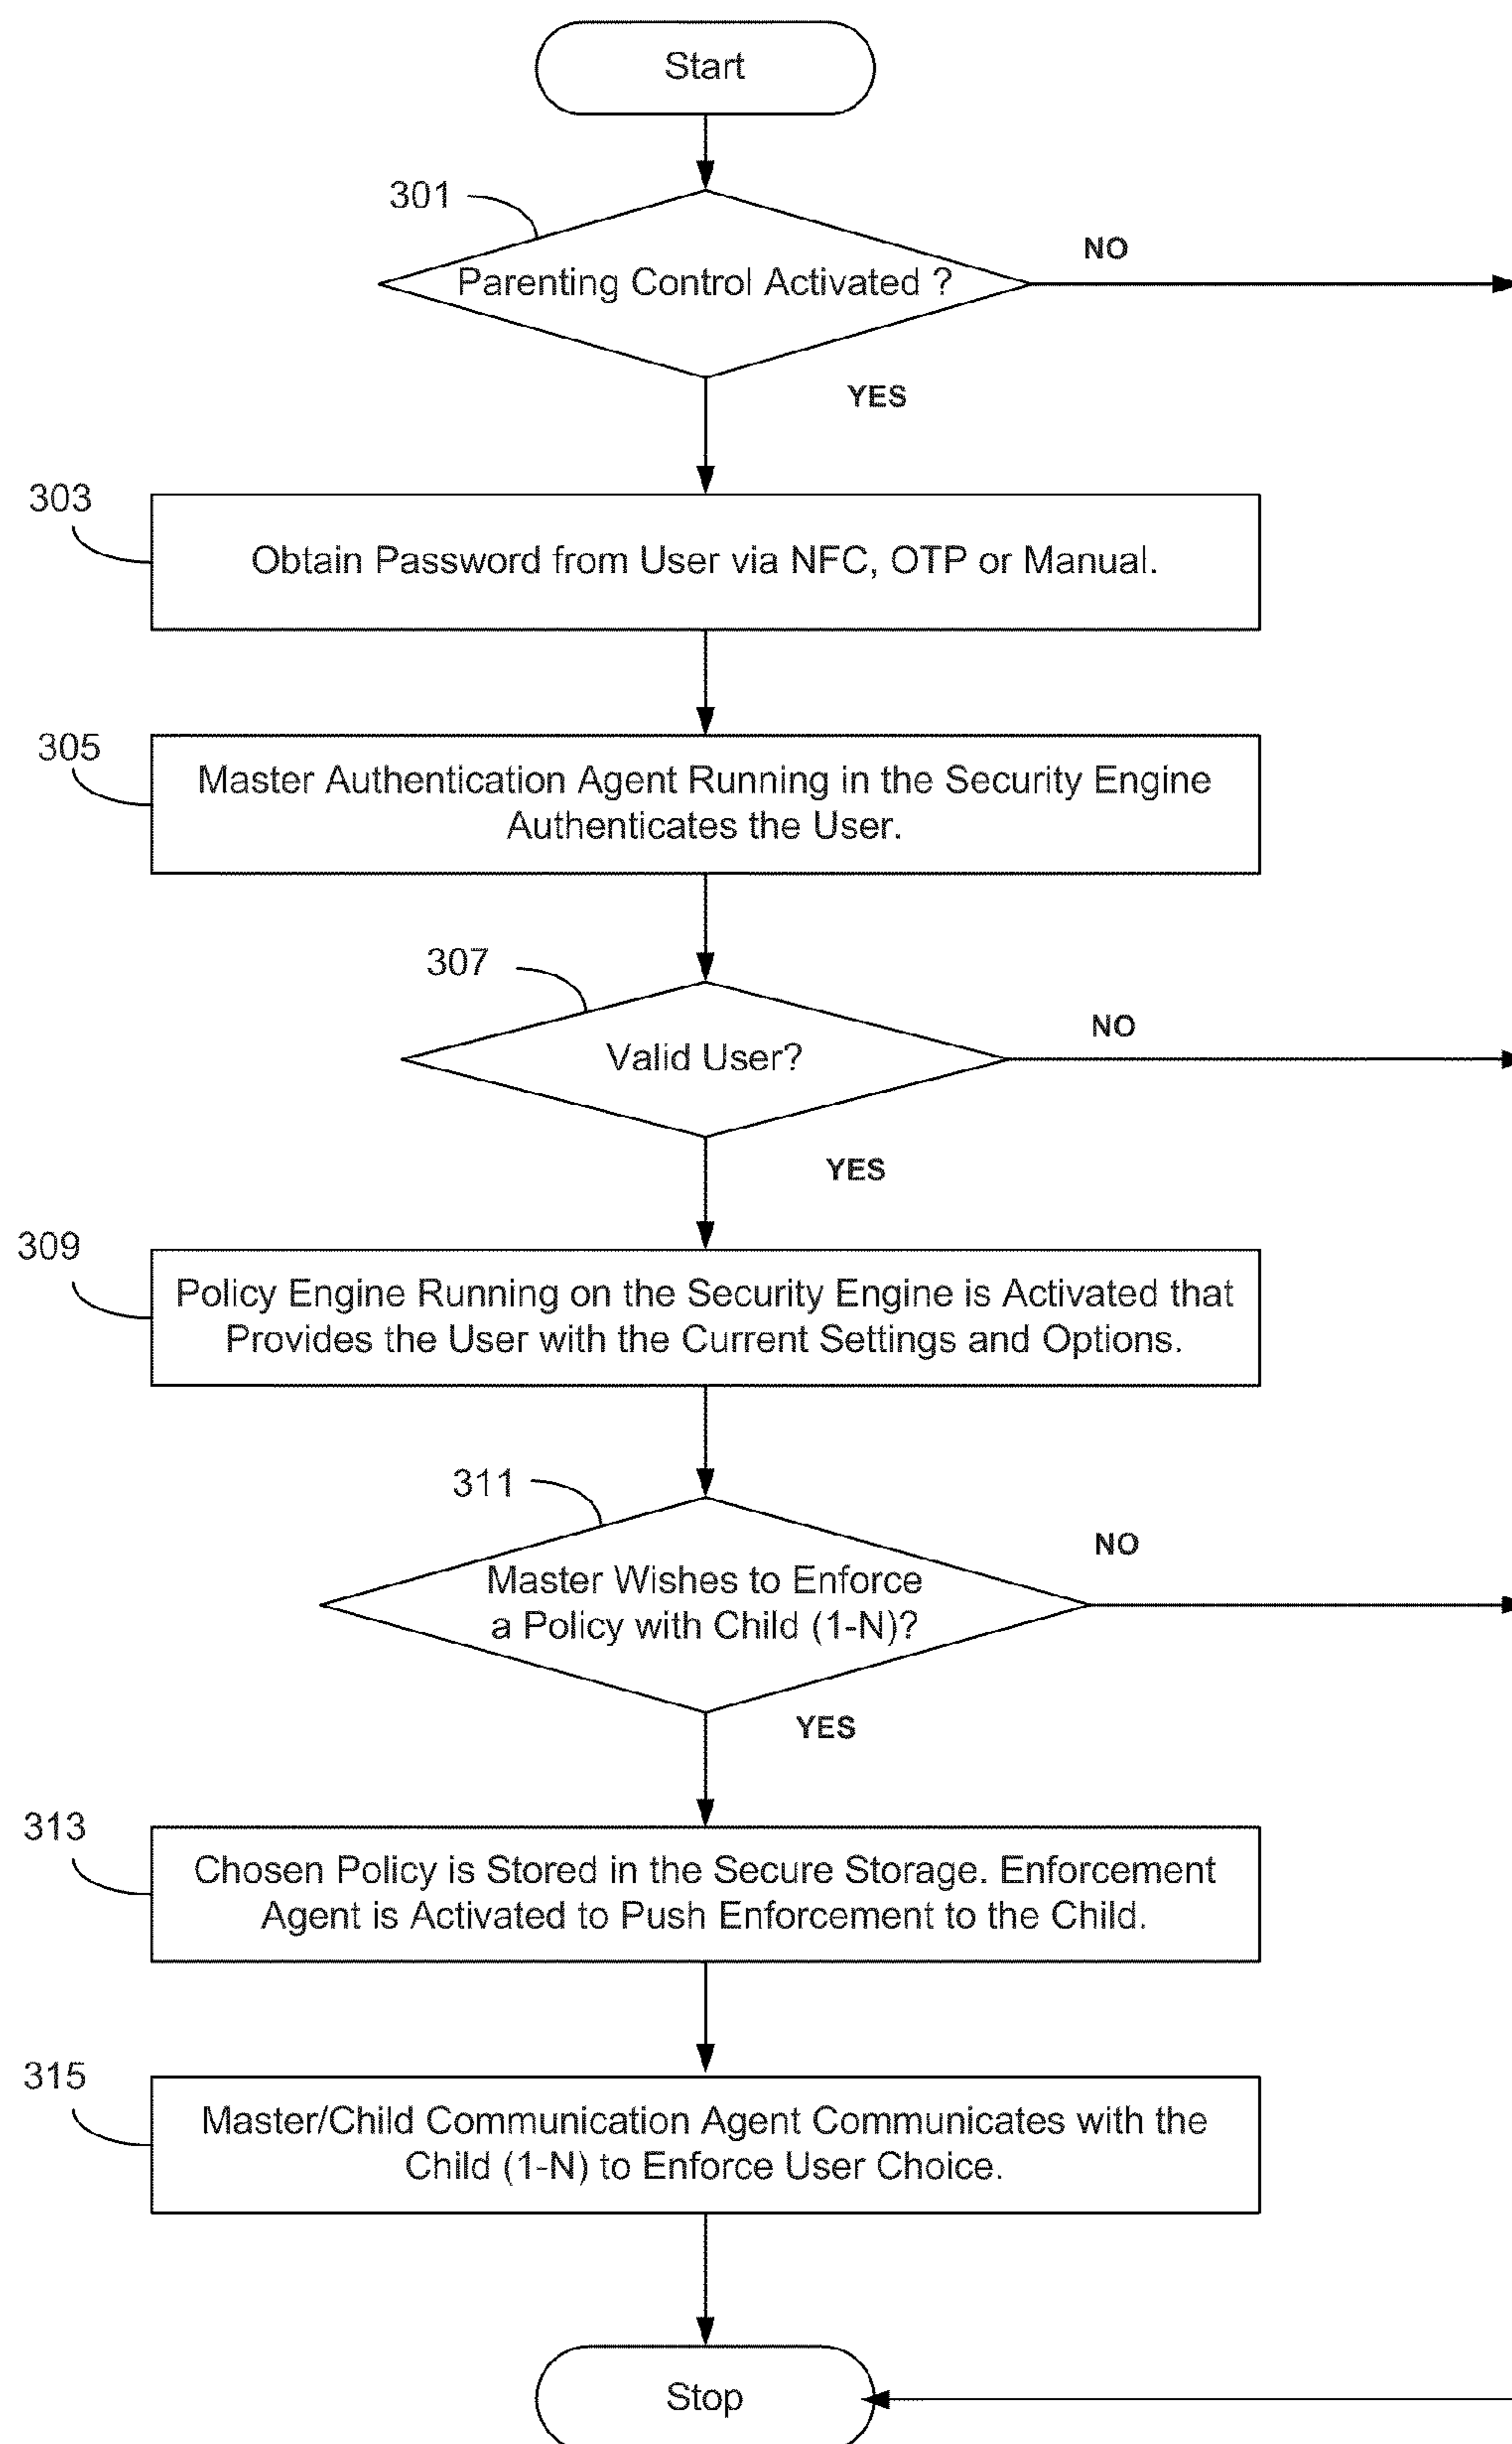 Start
301
Parenting Control Activated ?
NO
YES
303
Obtain Password from User via NFC, OTP or Manual.
305
Master Authentication Agent Running in the Security Engine
Authenticates the User.
307
Valid User?
NO
YES
309
Policy Engine Running on the Security Engine is Activated that
Provides the User with the Current Settings and Options.
311
Master Wishes to Enforce
a Policy with Child (1-N)?
NO
YES
313
Chosen Policy is Stored in the Secure Storage. Enforcement
Agent is Activated to Push Enforcement to the Child.
315
Master/Child Communication Agent Communicates with the
Child (1-N) to Enforce User Choice.
Stop